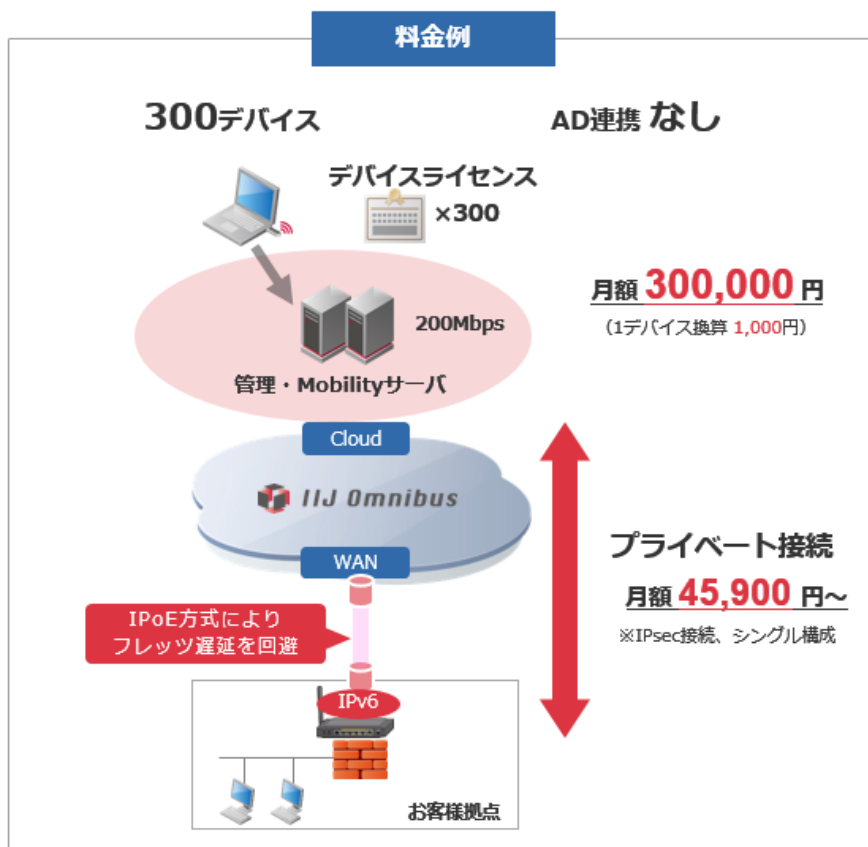 料金例
300デバイス
AD連携 なし
デバイスライセンス
×300
200Mbps
管理・Mobilityサーバ
月額 300,000 円
（1デバイス換算 1,000円）
Cloud
IIJ Omnibus
WAN
プライベート接続
月額 45,900 円～
※IPsec接続、シングル構成
IPoE方式により
フレッツ遅延を回避
IPv6
お客様拠点